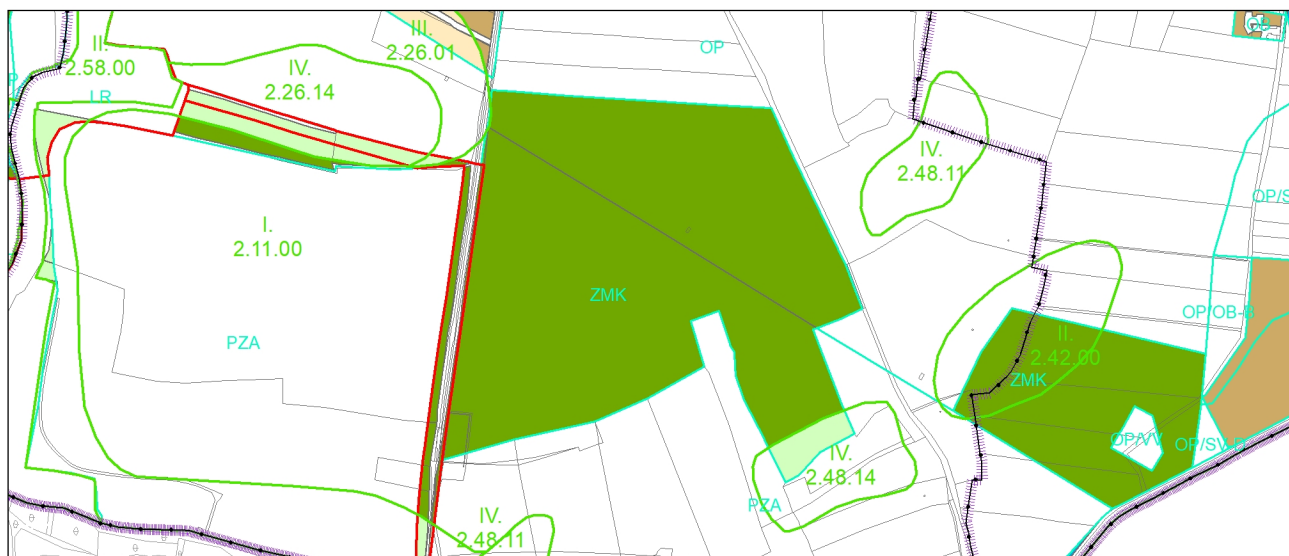 II.
2.58.00
LR
IV.
2.26.14
III.
2.26.01
OP
OB
IV.
2.48.11
OP/S
I.
2.11.00
ZMK
OP/OB-B
PZA
II.
2.42.00
ZMK
OP/VV
OP/SV-B
IV.
2.48.14
PZA
IV.
2.48.11